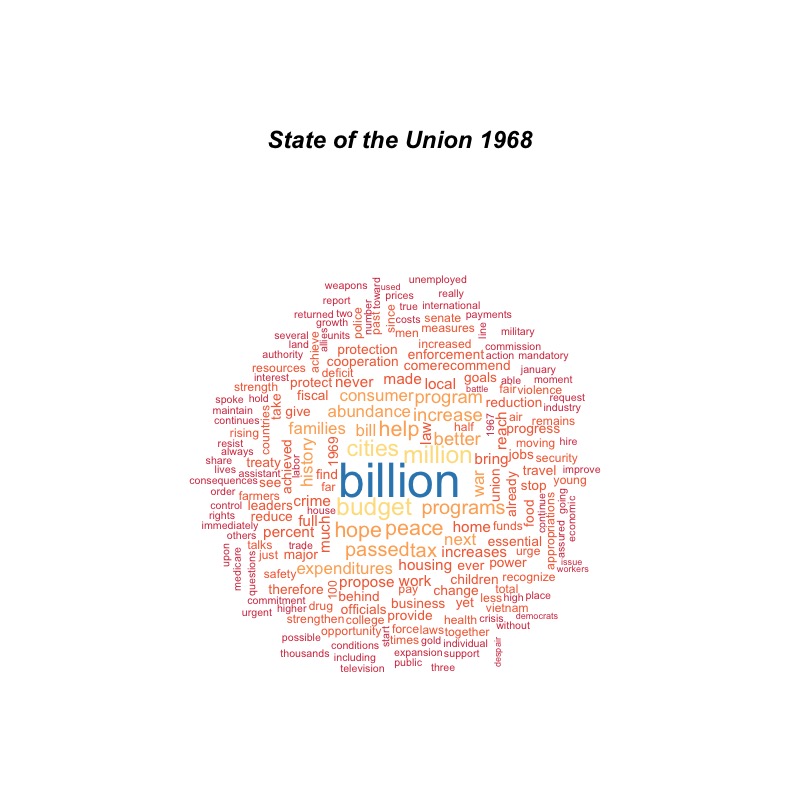 State of the Union 1968
unemployed
weapons
toward
used
prices
really
report
number
true
international
returned
two
police
past
since
costs
senate
payments
growth
men
measures
line
military
several
units
allies
achieve
increased
commission
land
protection
enforcement
action
mandatory
authority
cooperation
come
recommend
january
resources
deficit
interest
protect
never
made
local
goals
able
moment
strength
battle
fair
violence
spoke
hold
take
fiscal
consumer
program
reduction
request
maintain
give
abundance
increase
industry
continues
countries
families
bill
help
law
half
1967
reach
air
remains
rising
1969
better
progress
resist
history
cities
million
moving
hire
always
achieved
labor
bring
jobs
share
treaty
find
security
lives
assistant
billion
war
union
travel
improve
consequences
see
far
already
stop
young
order
farmers
crime
budget
programs
food
continue
going
control
leaders
house
appropriations
economic
rights
reduce
full
much
hope
peace
home
funds
assured
immediately
percent
others
next
essential
upon
talks
trade
passed
tax
increases
urge
medicare
questions
just
major
issue
expenditures
housing
ever
power
workers
safety
propose
work
children
recognize
therefore
100
behind
pay
change
total
commitment
less
high
place
urgent
higher
drug
officials
business
yet
vietnam
strengthen
college
provide
health
crisis
democrats
possible
opportunity
start
force
laws
together
without
conditions
times
gold
individual
despair
thousands
including
expansion
support
television
public
three